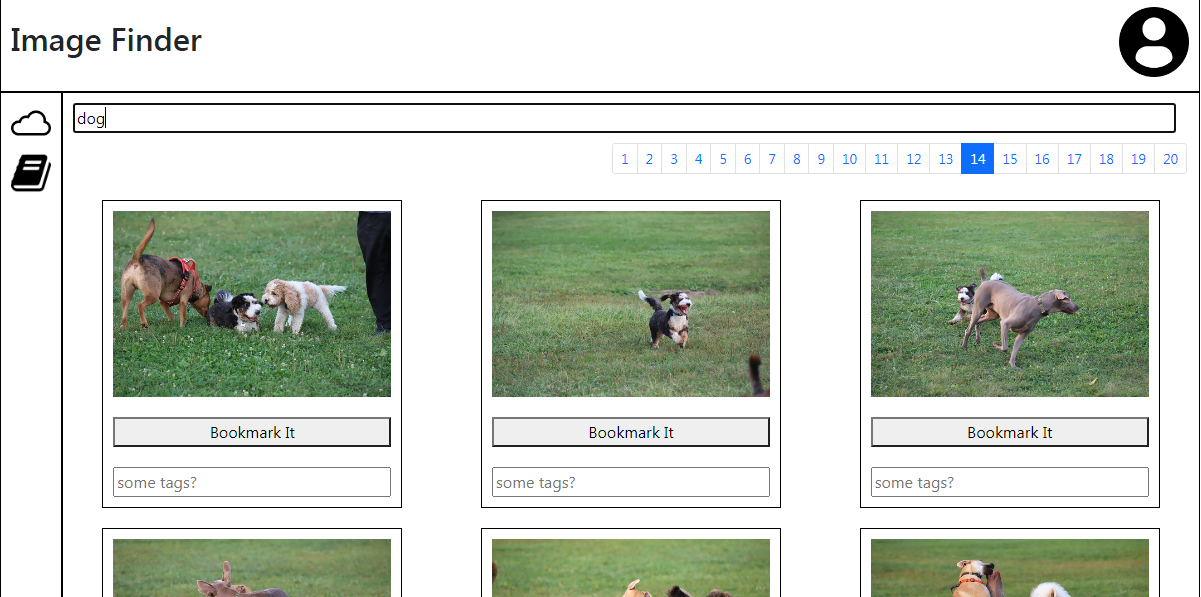 Image Finder
dog
1 2 3 4 5 6 7 8 9 10 11 12 13 14 15 16 17 18 19 20
Bookmark It Bookmark It Bookmark It
some tags? some tags? some tags?